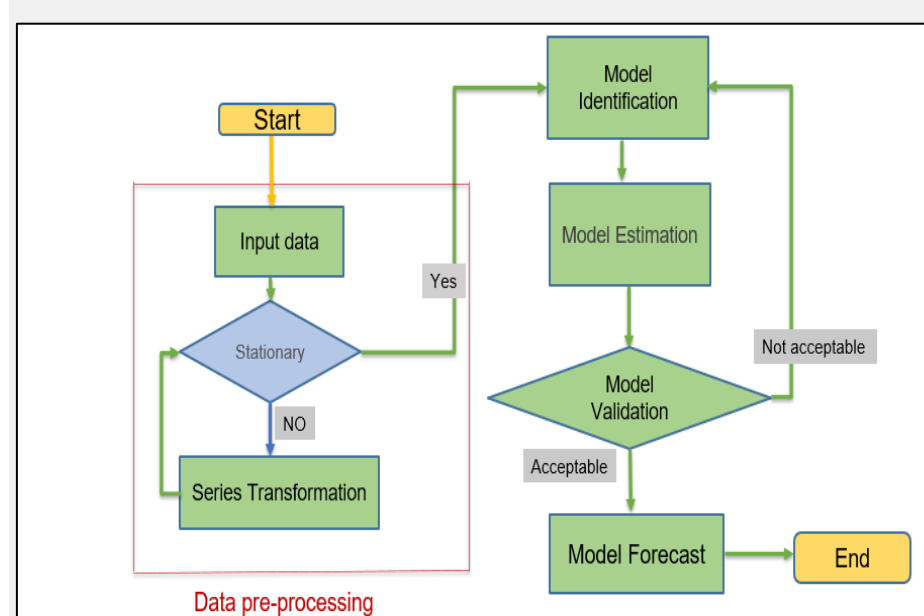 Start
Input data
Stationary
Yes
NO
Series Transformation
Data pre-processing
Model
Identification
Model Estimation
Model
Validation
Not acceptable
Acceptable
Model Forecast
End